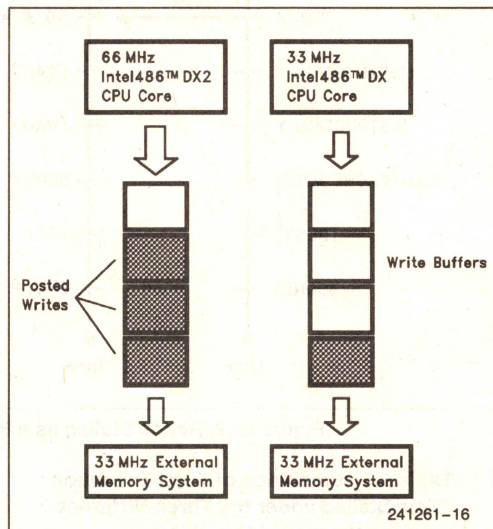 66 MHz
Intel486™ DX2
CPU Core
33 MHz
Intel486™ DX
CPU Core
Posted
Writes
Write Buffers
33 MHz External
Memory System
33 MHz External
Memory System
241261-16